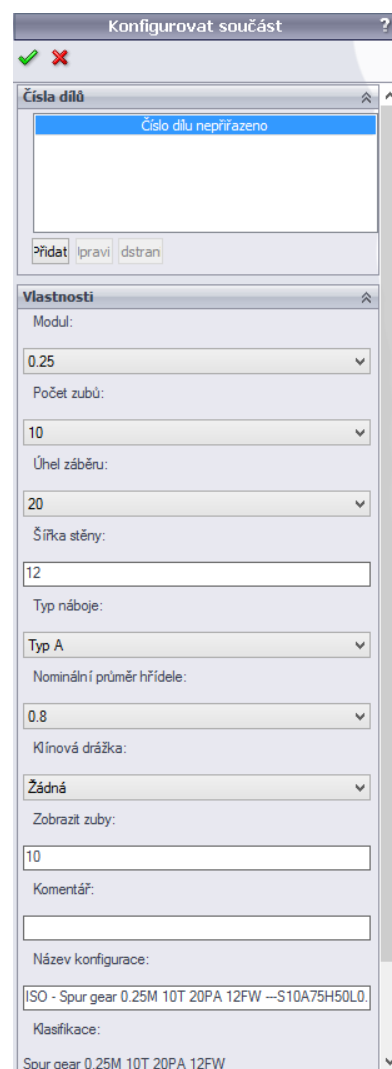 Konfigurovat součást ?
Čísla dílů
Číslo dílu nepřiřazeno
Přidat pravi dstran
Vlastnosti
Modul:
0.25
Počet zubů:
10
Úhel záběru:
20
Šířka stěny:
12
Typ náboje:
Typ A
Nominální průměr hřídele:
0.8
Klínová drážka:
Žádná
Zobrazit zuby:
10
Komentář:
Název konfigurace:
ISO - Spur gear 0.25M 10T 20PA 12FW ---S10A75H50L0.
Klasifikace:
Spur gear 0.25M 10T 20PA 12FW